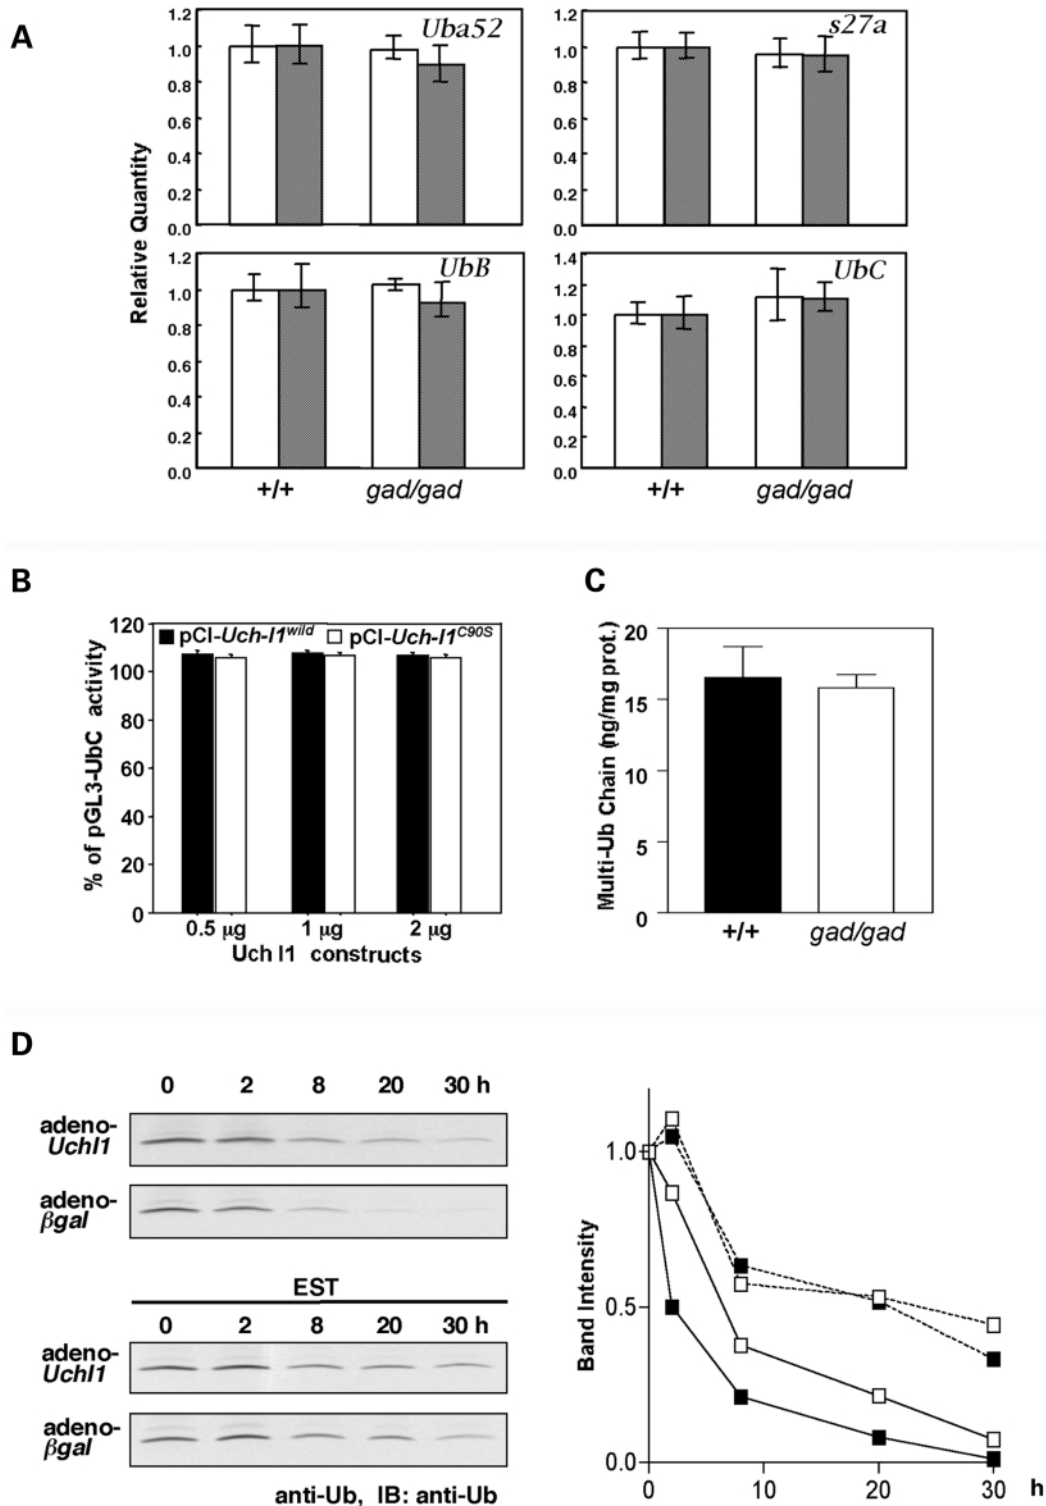 A
Relative Quantity
Uba52
1.2
1.0
0.8
0.6
0.4
0.2
0.0
s27a
1.2
1.0
0.8
0.6
0.4
0.2
0.0
UbB
1.2
1.0
0.8
0.6
0.4
0.2
0.0
+/+ gad/gad
UbC
1.4
1.2
1.0
0.8
0.6
0.4
0.2
0.0
+/+ gad/gad
B
% of pGL3-UbC activity
pCI-Uch-l1wild pCI-Uch-l1C90S
120
100
80
60
40
20
0
0.5 µg 1 µg 2 µg
Uch l1 constructs
C
Multi-Ub Chain (ng/mg prot.)
20
15
10
5
0
+/+ gad/gad
D
0 2 8 20 30 h
adeno-
Uchl1
adeno-
βgal
EST
0 2 8 20 30 h
adeno-
Uchl1
adeno-
βgal
anti-Ub, IB: anti-Ub
Band Intensity
1.0
0.5
0.0
0 10 20 30 h